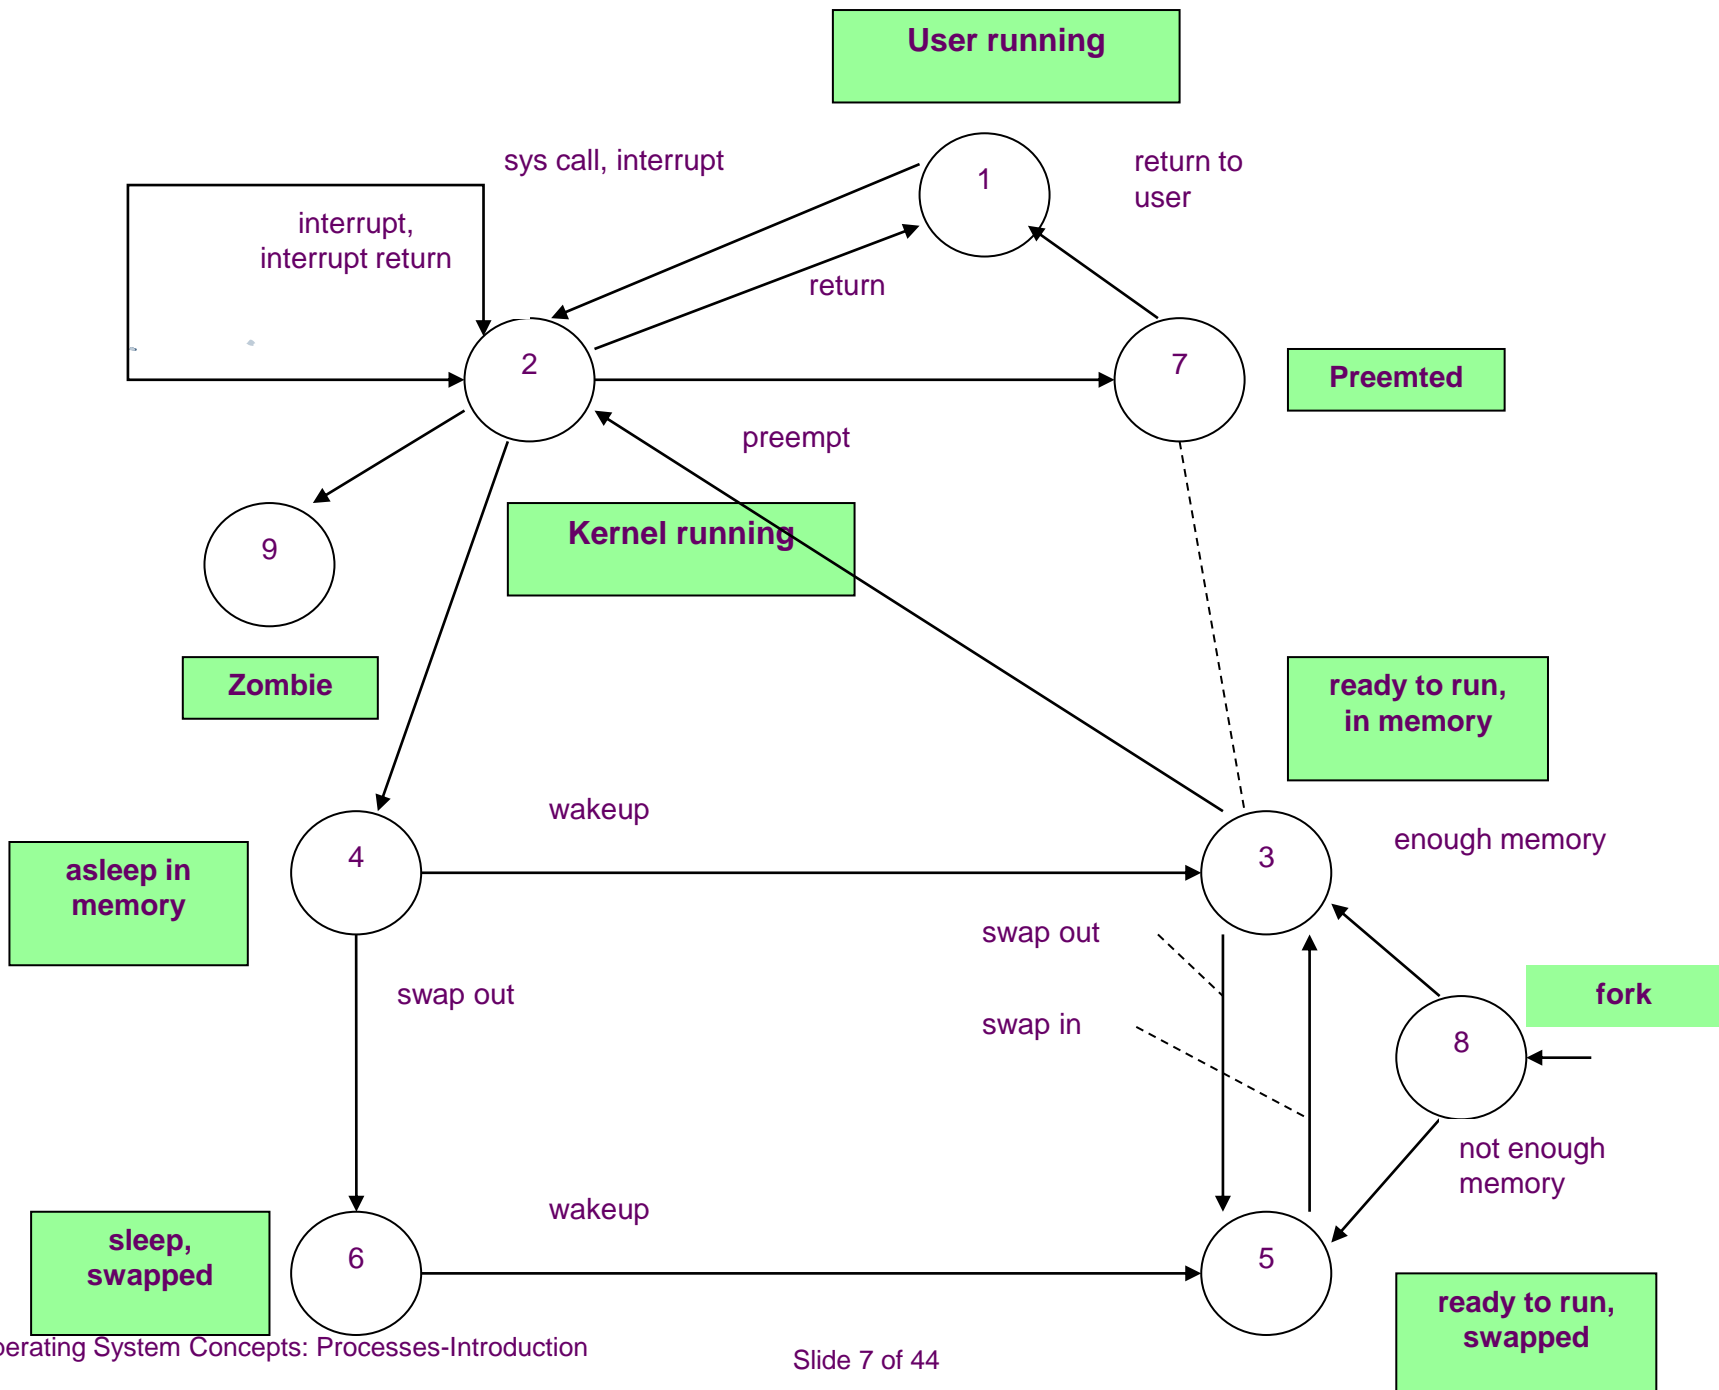 User running
sys call, interrupt
1
return to
user
interrupt,
interrupt return
return
2
7
Preemted
preempt
9
Kernel running
Zombie
ready to run,
in memory
wakeup
4
3
enough memory
asleep in
memory
swap out
swap out
fork
swap in
8
not enough
memory
wakeup
sleep,
swapped
6
5
ready to run,
swapped
perating System Concepts: Processes-Introduction
Slide 7 of 44